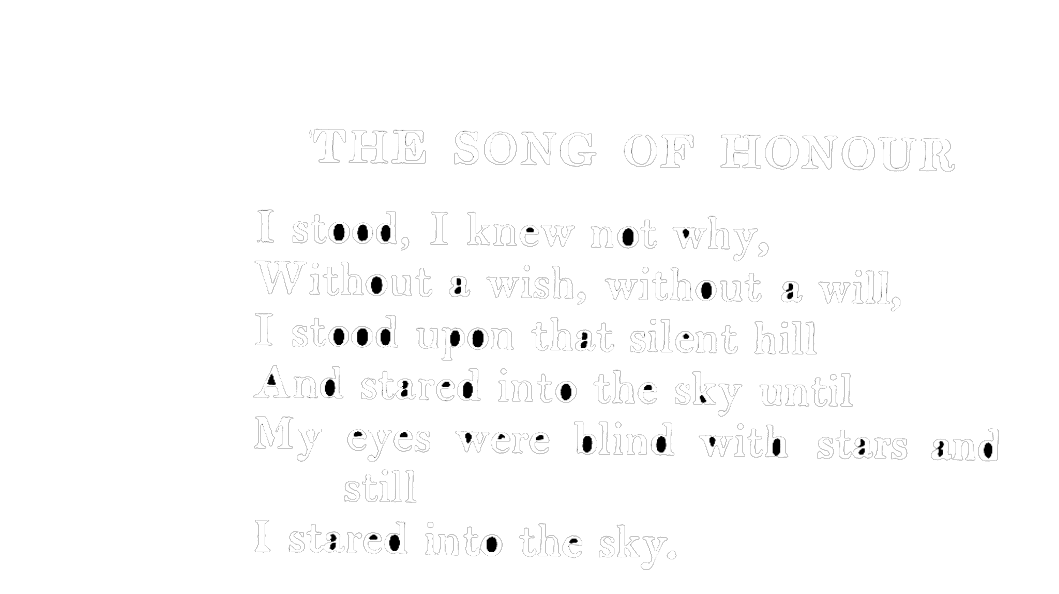 THE SONG OF HONOUR
I stood, I knew not why,
Without a wish, without a will,
I stood upon that silent hill
And stared into the sky until
My eyes were blind with stars and
still
I stared into the sky.